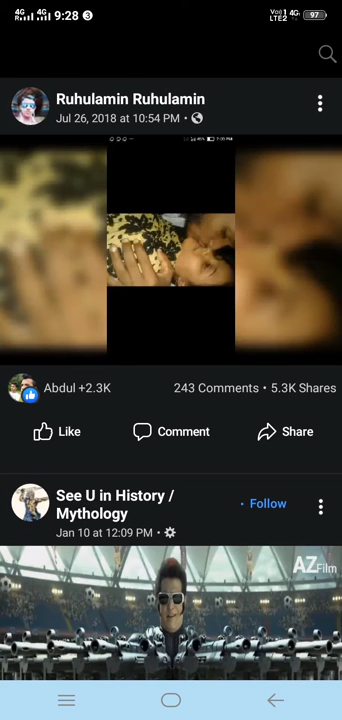 9:28
97
Ruhulamin Ruhulamin
Jul 26, 2018 at 10:54 PM •
Abdul +2.3K
243 Comments • 5.3K Shares
Like
Comment
Share
See U in History / Mythology
• Follow
Jan 10 at 12:09 PM •
AZ Film